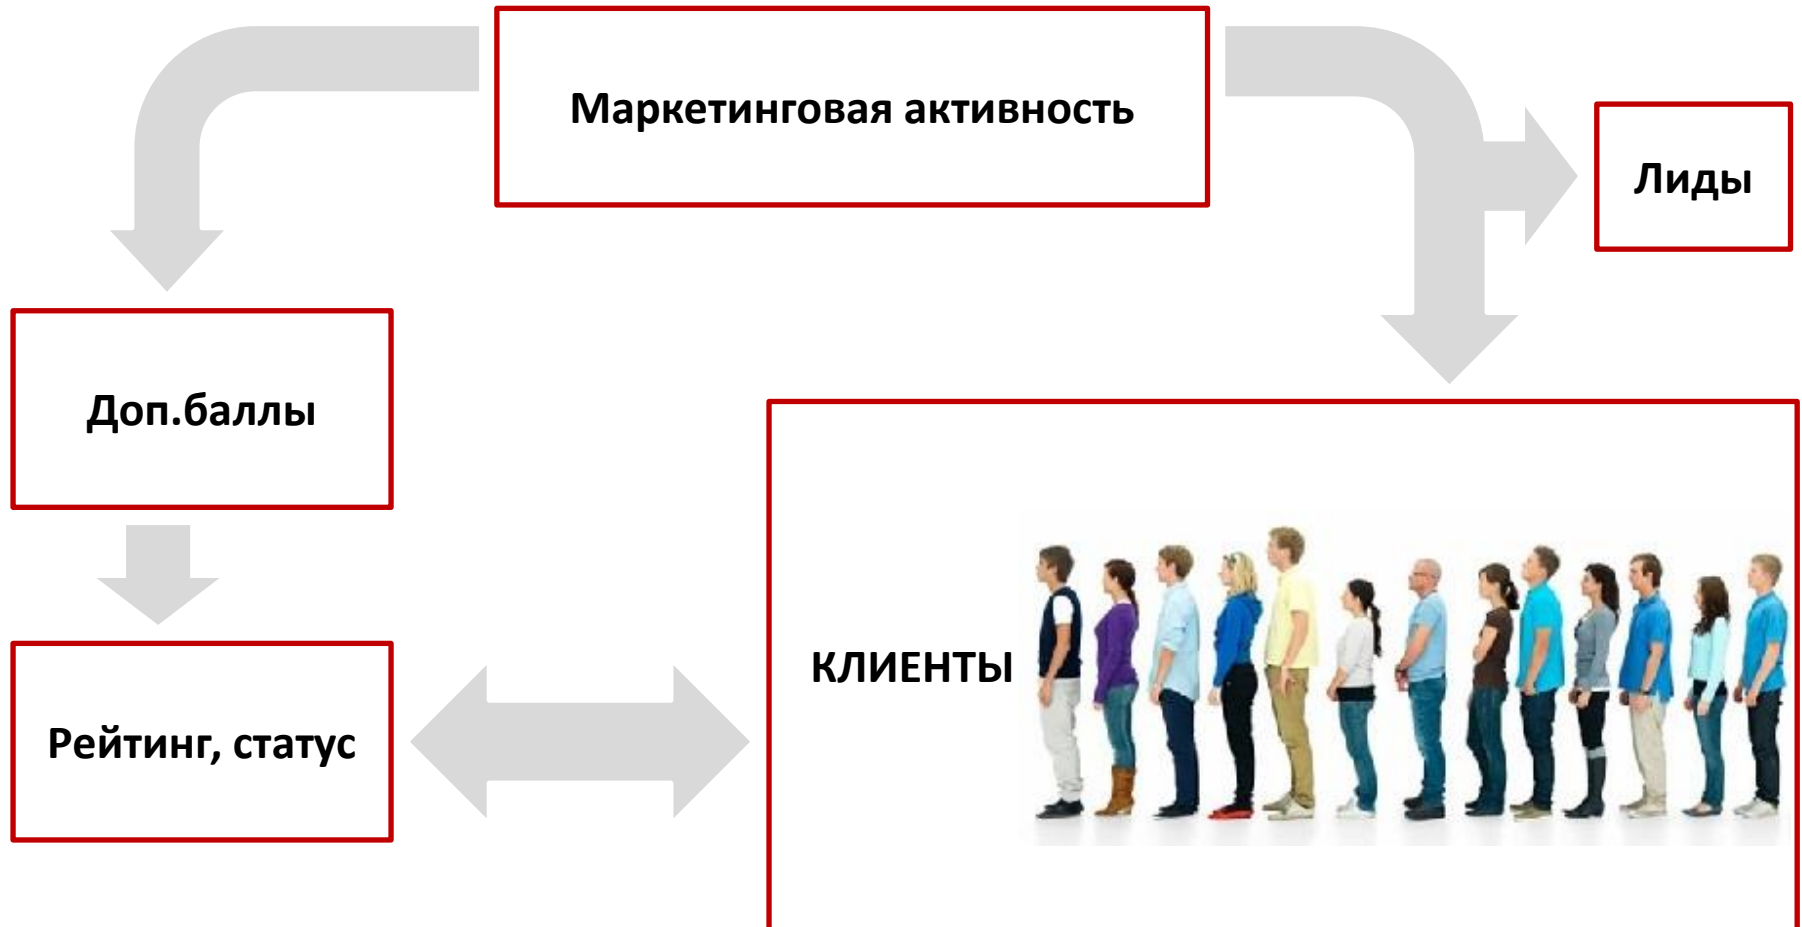 Маркетинговая активность
Лиды
Доп.баллы
КЛИЕНТЫ
Рейтинг, статус